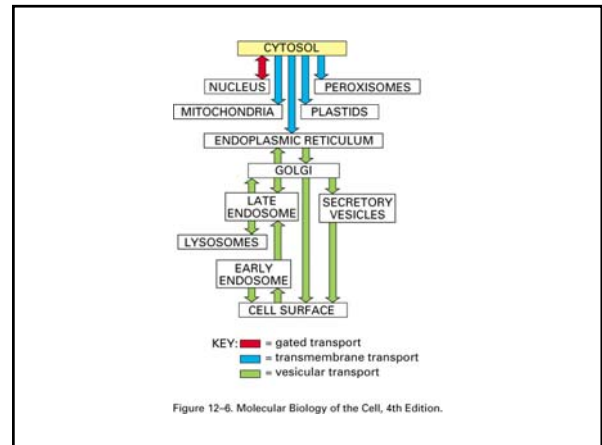 CYTOSOL
NUCLEUS
PEROXISOMES
MITOCHONDRIA
PLASTIDS
ENDOPLASMIC RETICULUM
GOLGI
LATE
ENDOSOME
SECRETORY
VESICLES
LYSOSOMES
EARLY
ENDOSOME
CELL SURFACE
KEY: = gated transport
= transmembrane transport
= vesicular transport
Figure 12–6. Molecular Biology of the Cell, 4th Edition.